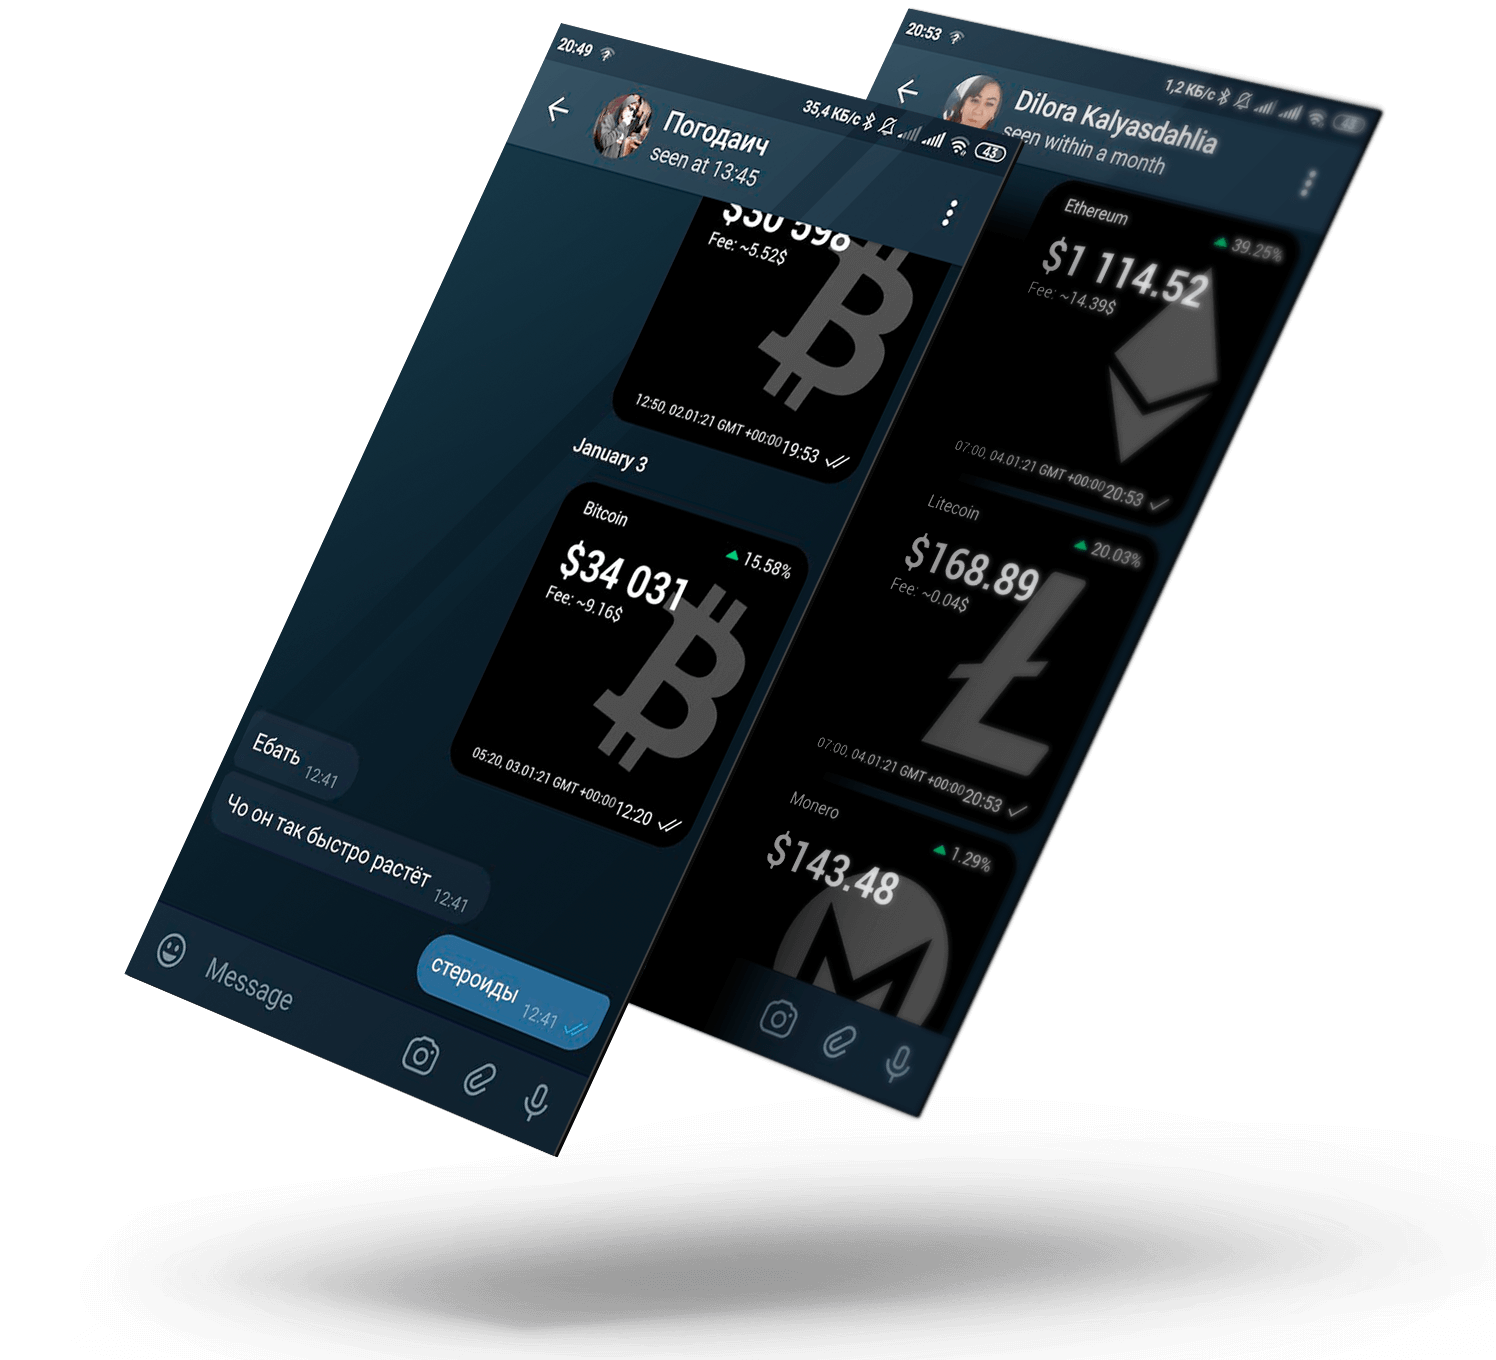 20:49
35,4 КБ/с
43
Погодаич
seen at 13:45
$30 598
Fee: ~5.52$
12:50, 02.01:21 GMT +00:00
19:53
January 3
Bitcoin
15.58%
$34 031
Fee: ~9.16$
05:20, 03.01:21 GMT +00:00
12:20
Ебать
12:41
Чо он так быстро растёт
12:41
стероиды
12:41
Message
20:53
1,2 КБ/с
Dilora Kalyasdahlia
seen within a month
Ethereum
39.25%
$1 114.52
Fee: ~14.39$
07:00, 04.01:21 GMT +00:00
20:53
Litecoin
20.03%
$168.89
Fee: ~0.04$
07:00, 04.01:21 GMT +00:00
20:53
Monero
1.29%
$143.48